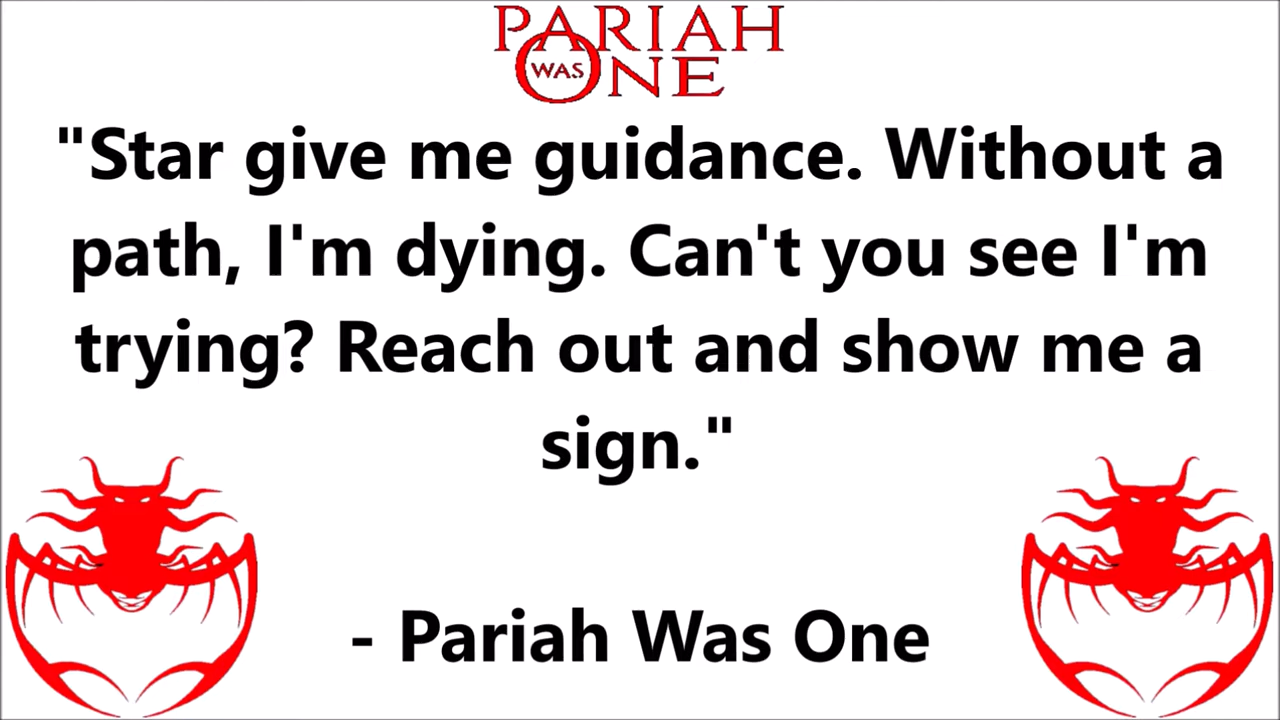 PARIAH
WAS ONE
"Star give me guidance. Without a
path, I'm dying. Can't you see I'm
trying? Reach out and show me a
sign."
- Pariah Was One